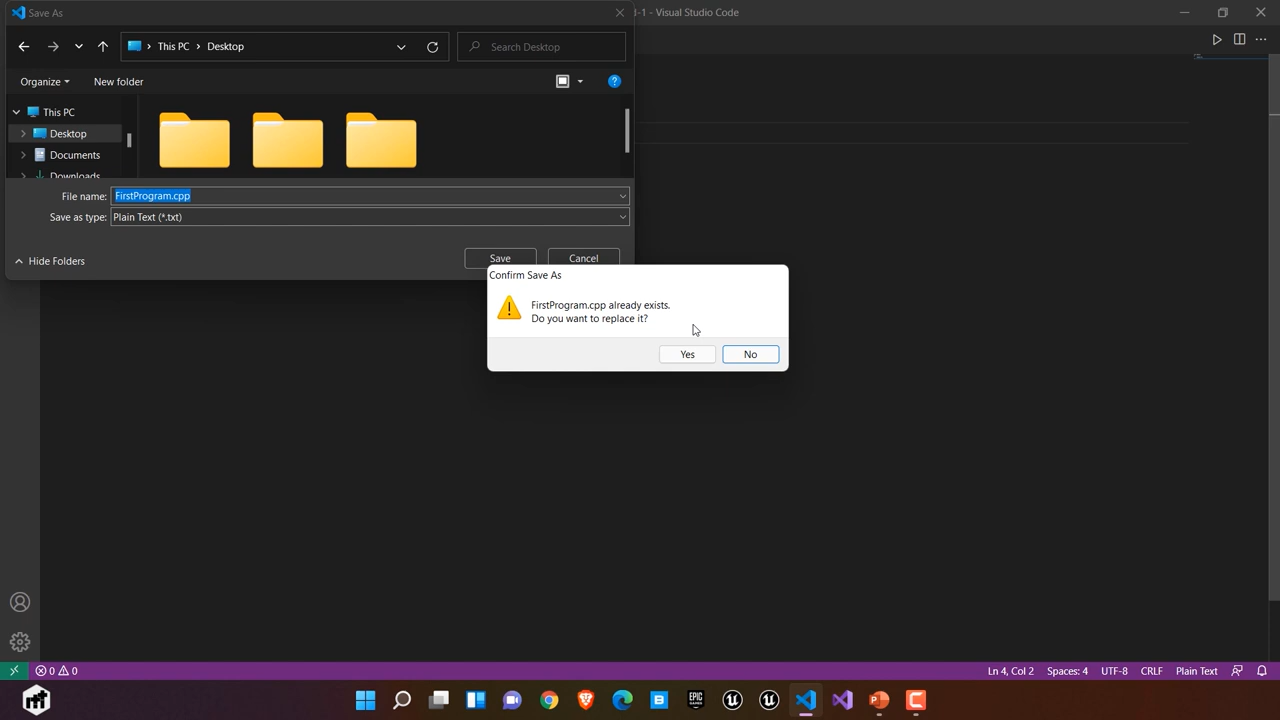 Save As
d-1 - Visual Studio Code
This PC
Desktop
Search Desktop
Organize
New folder
This PC
Desktop
Documents
Downloads
File name:
FirstProgram.cpp
Save as type:
Plain Text (*.txt)
Hide Folders
Save
Cancel
Confirm Save As
FirstProgram.cpp already exists.
Do you want to replace it?
Yes
No
0
0
Ln 4, Col 2
Spaces: 4
UTF-8
CRLF
Plain Text
EPIC
GAMES